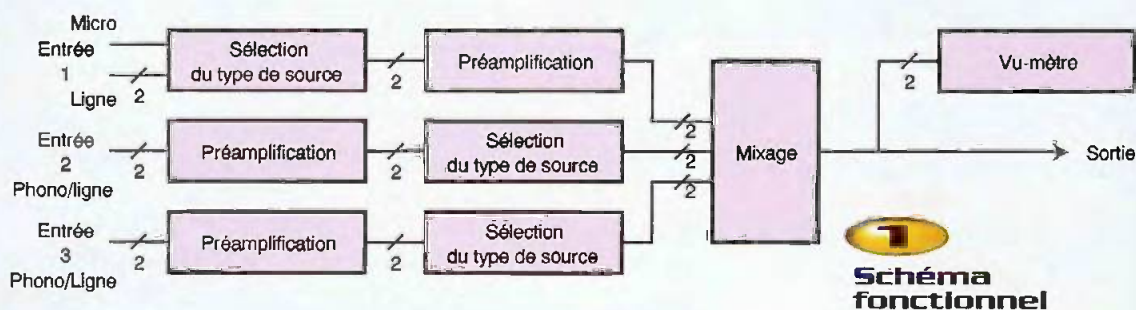 Micro
Entrée
1
2
Ligne
Sélection
du type de source
2
Préamplification
2
Entrée
2
2
Phono/ligne
Préamplification
2
Sélection
du type de source
2
Entrée
3
2
Phono/Ligne
Préamplification
2
Sélection
du type de source
2
Mixage
2
Vu-mètre
Sortie
1
Schéma
fonctionnel